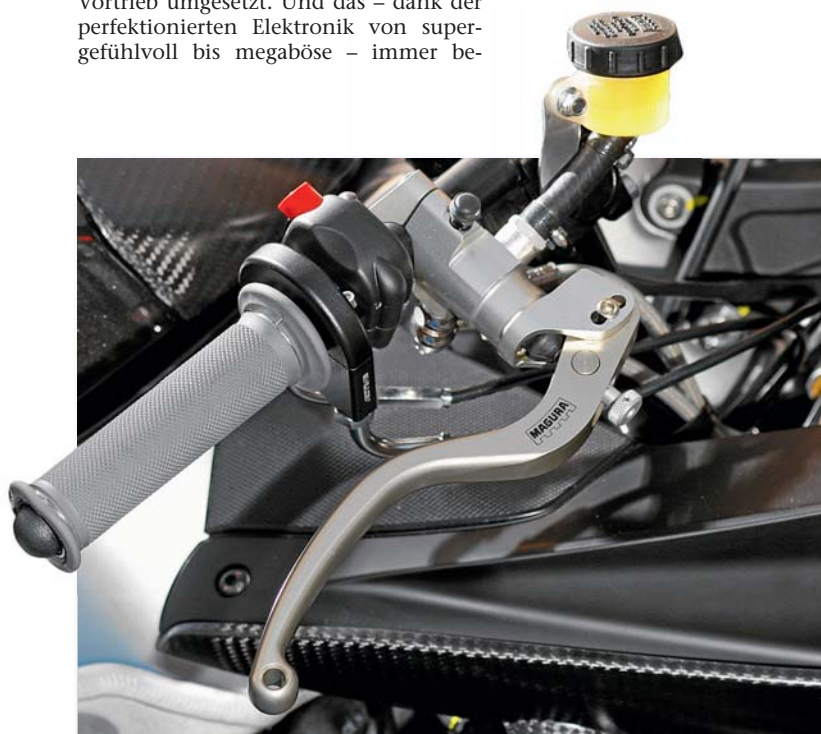 Vortrieb umgesetzt. Und das – dank der
perfektionierten Elektronik von super-
gefühlvoll bis megaböse – immer be-
MAGURA